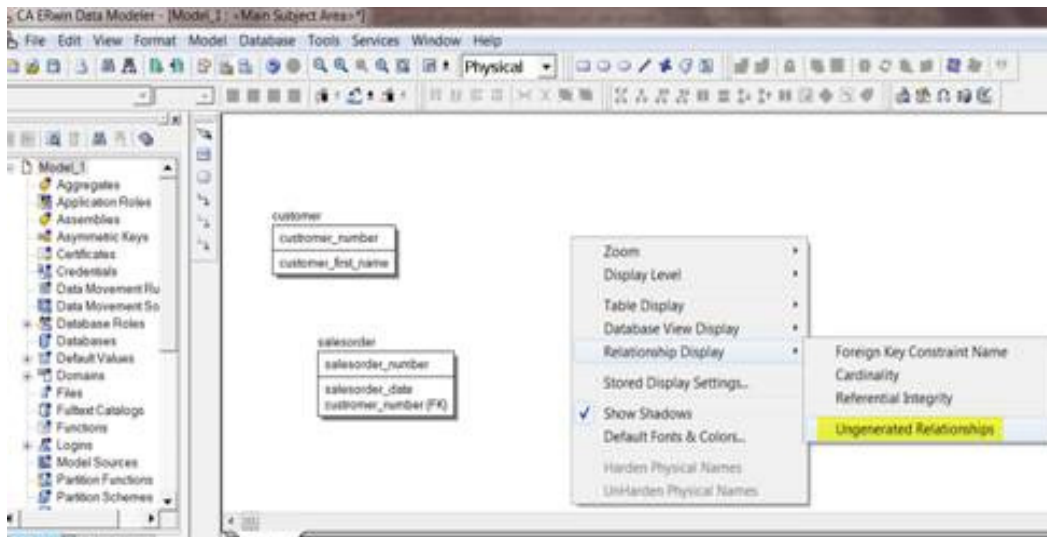 CA ERwin Data Modeler - [Model_1 : <Main Subject Area> *]
File Edit View Format Model Database Tools Services Window Help
Physical
Model_1
Aggregates
Application Roles
Assemblies
Asymmetric Keys
Certificates
Credentials
Data Movement Ru
Data Movement So
Database Roles
Databases
Default Values
Domains
Files
Fulltext Catalogs
Functions
Logins
Model Sources
Partition Functions
Partition Schemes
customer
custromer_number
customer_first_name
salesorder
salesorder_number
salesorder_date
custromer_number (FK)
Zoom
Display Level
Table Display
Database View Display
Relationship Display
Stored Display Settings...
Show Shadows
Default Fonts & Colors...
Harden Physical Names
UnHarden Physical Names
Foreign Key Constraint Name
Cardinality
Referential Integrity
Ungenerated Relationships